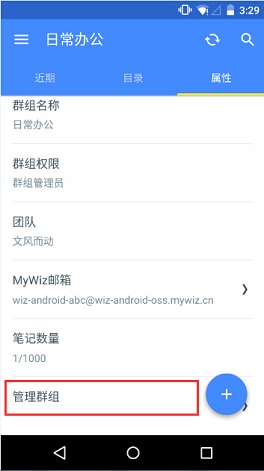 3:29
日常办公
近期
目录
属性
群组名称
日常办公
群组权限
群组管理员
团队
文风而动
MyWiz邮箱
wiz-android-abc@wiz-android-oss.mywiz.cn
笔记数量
1/1000
管理群组